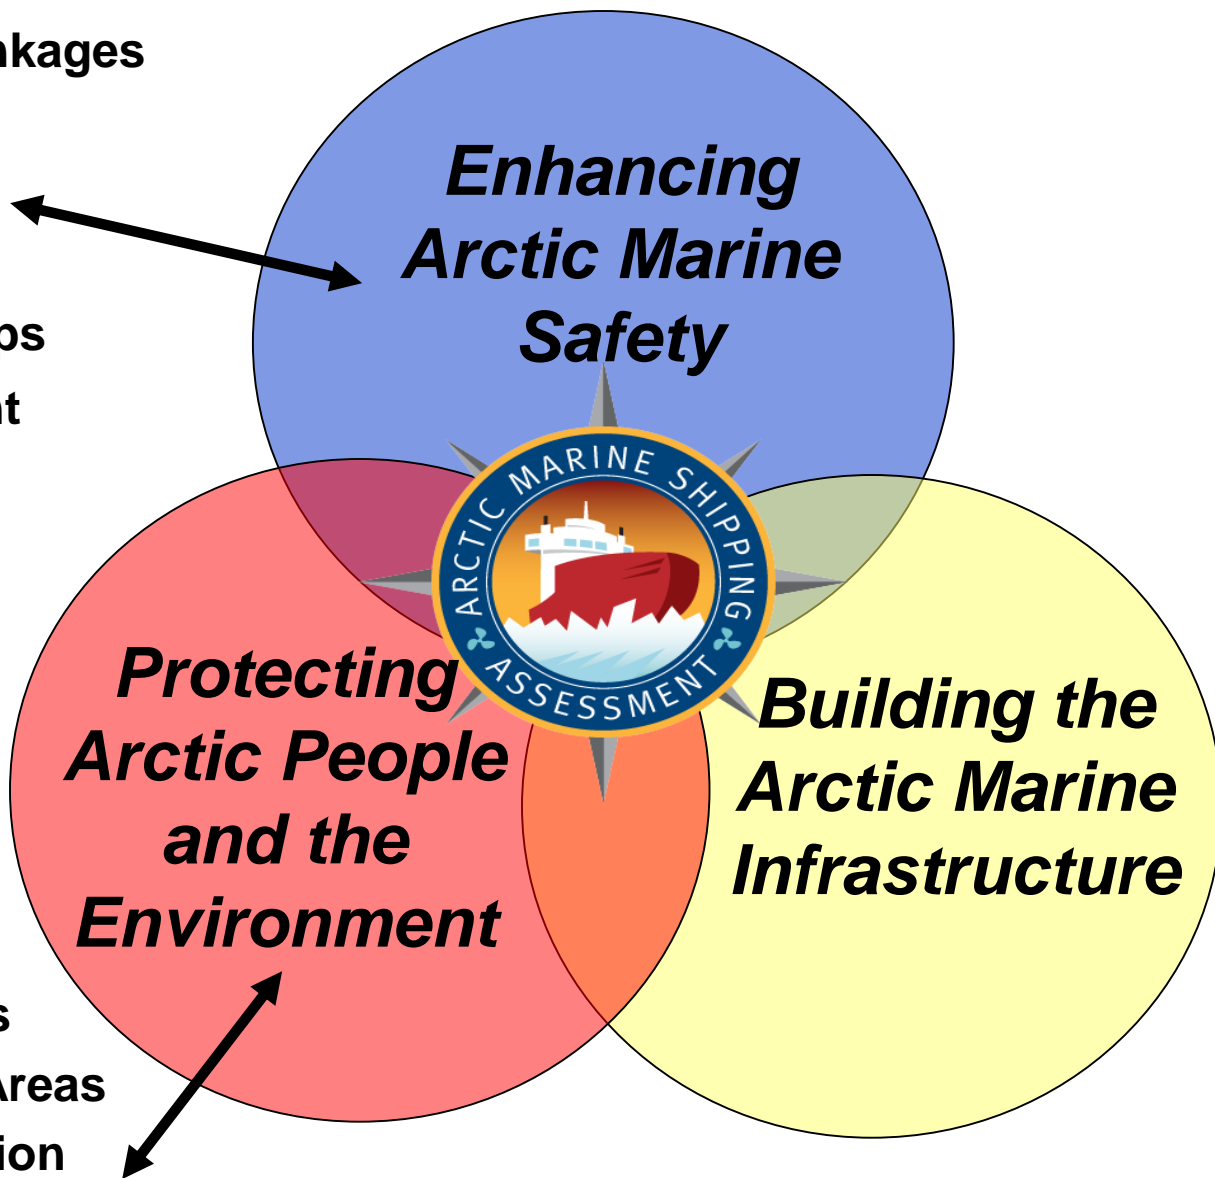 nkages
Enhancing
Arctic Marine
Safety
ps
nt
ARCTIC MARINE SHIPPING
ASSESSMENT
Protecting
Arctic People
and the
Environment
Building the
Arctic Marine
Infrastructure
s
Areas
ion